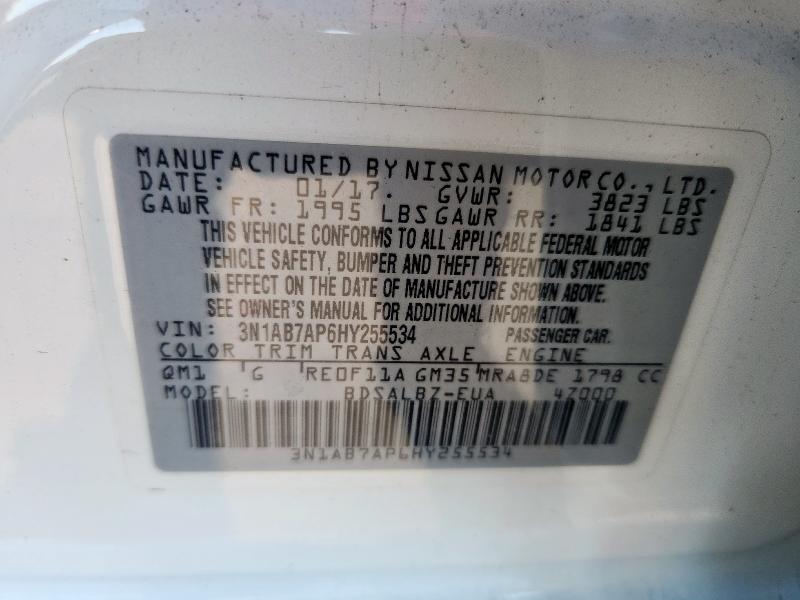 MANUFACTURED BY NISSAN MOTOR CO., LTD.
DATE: 01/17. GVWR: 3823 LBS
GAWR FR: 1995 LBS GAWR RR: 1841 LBS
THIS VEHICLE CONFORMS TO ALL APPLICABLE FEDERAL MOTOR
VEHICLE SAFETY, BUMPER AND THEFT PREVENTION STANDARDS
IN EFFECT ON THE DATE OF MANUFACTURE SHOWN ABOVE.
SEE OWNER'S MANUAL FOR ADDITIONAL INFORMATION.
VIN: 3N1AB7AP6HY255534 PASSENGER CAR.
COLOR TRIM TRANS AXLE ENGINE
QM1 G RE0F11A GM35 MRA8DE 1798 CC
MODEL: BDSALBZ-EUA 47000
3N1AB7AP6HY255534